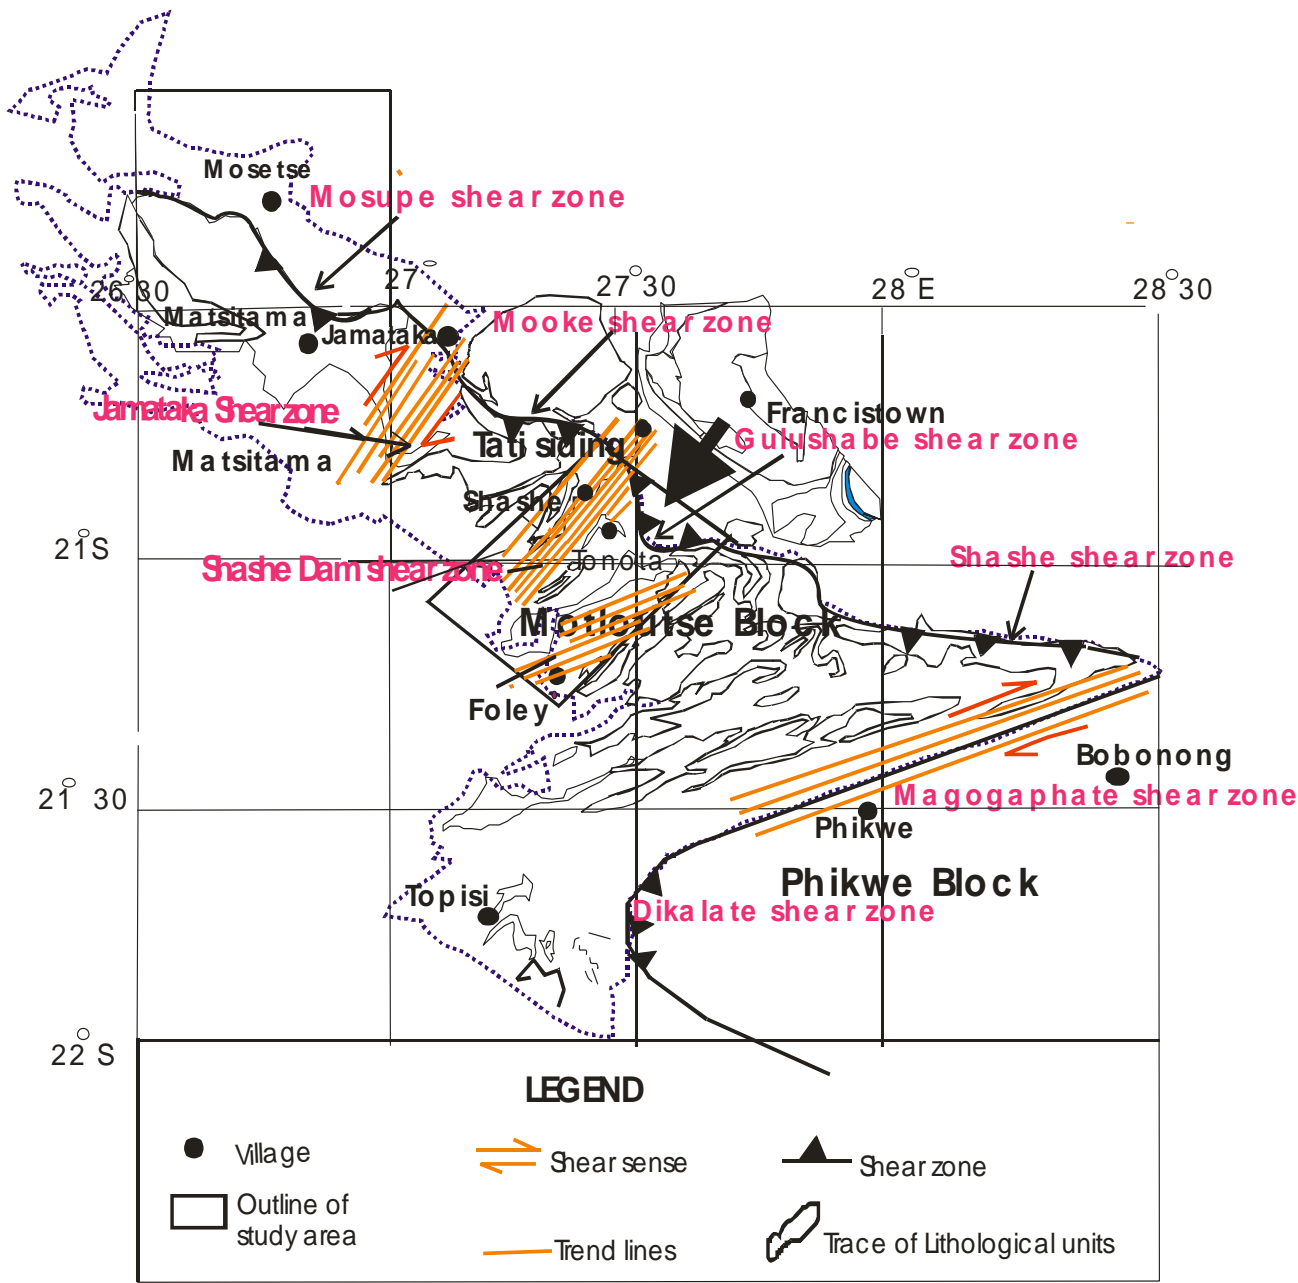 Mosetse
Mosupe shear zone
26°30
27°
27°30
28°E
28°30
Matsitama
Jamataka
Mooke shear zone
Jamataka Shear zone
Francistown
Tati siding
Gulushabe shear zone
Matsitama
Shashe
21°S
Tonota
Shashe Dam shear zone
Shashe shear zone
Motloutse Block
Foley
Bobonong
21°30
Magogaphate shear zone
Phikwe
Phikwe Block
Topisi
Dikalate shear zone
22°S
LEGEND
Village
Shear sense
Shear zone
Outline of
study area
Trend lines
Trace of Lithological units